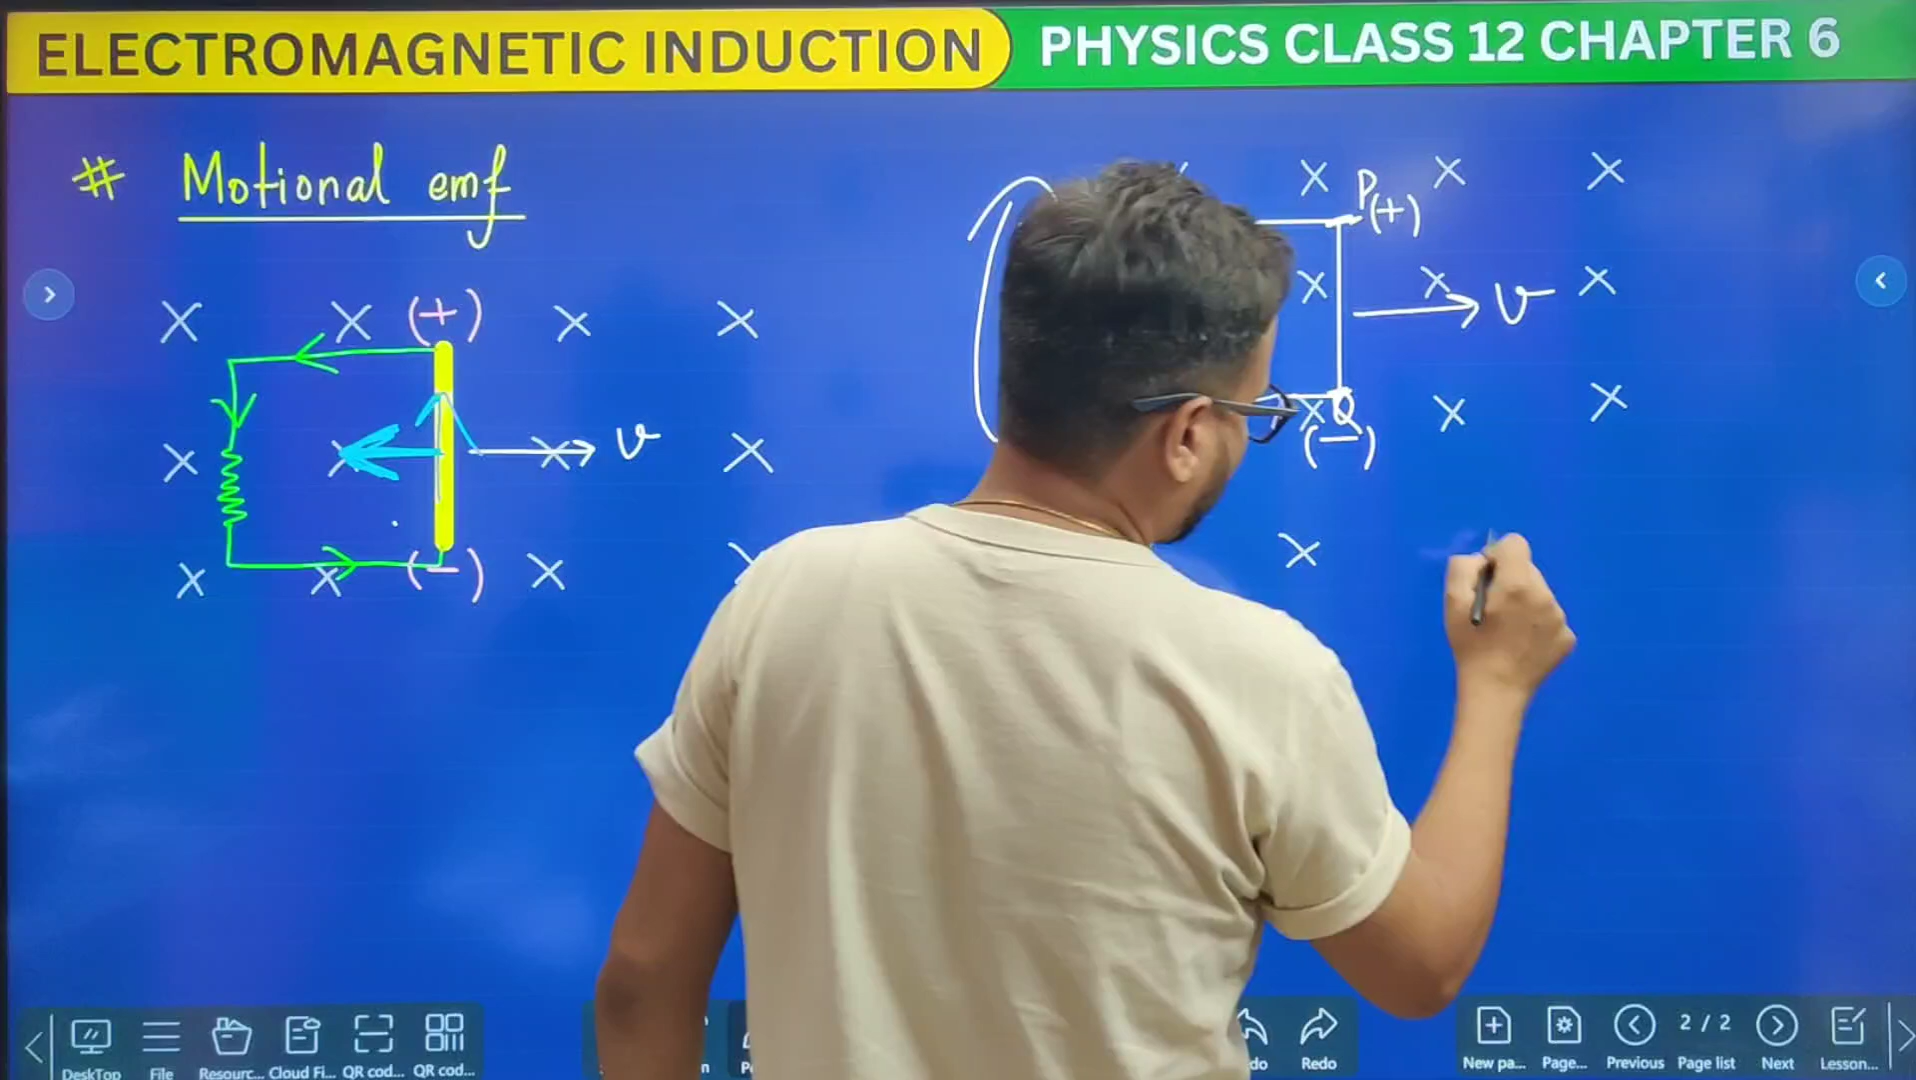 ELECTROMAGNETIC INDUCTION
PHYSICS CLASS 12 CHAPTER 6
# Motional emf
(+)
v
(-)
P(+)
v
Q
(-)
DeskTop
File
Resourc...
Cloud Fi...
QR cod...
QR cod...
Redo
New pa...
Page...
Previous
2 / 2
Page list
Next
Lesson...